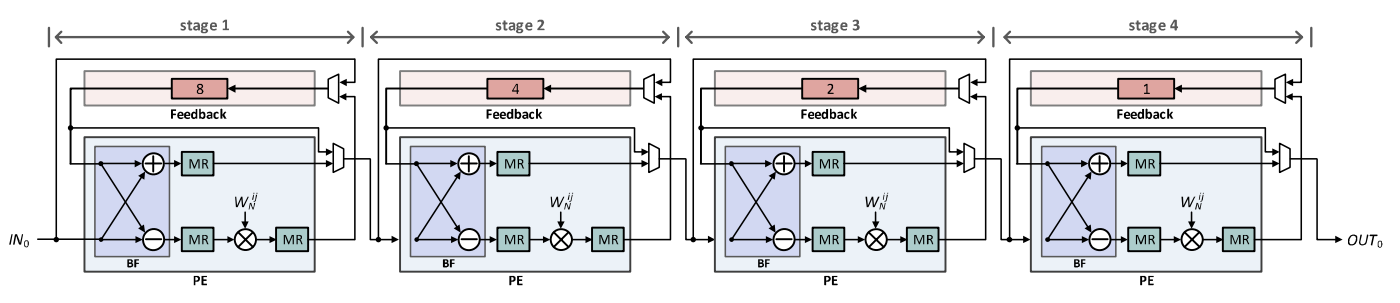 stage 1 stage 2 stage 3 stage 4
8 4 2 1
Feedback Feedback Feedback Feedback
MR MR MR MR
W_N^{ij} W_N^{ij} W_N^{ij} W_N^{ij}
IN₀ MR MR MR MR MR MR MR MR OUT₀
BF BF BF BF
PE PE PE PE